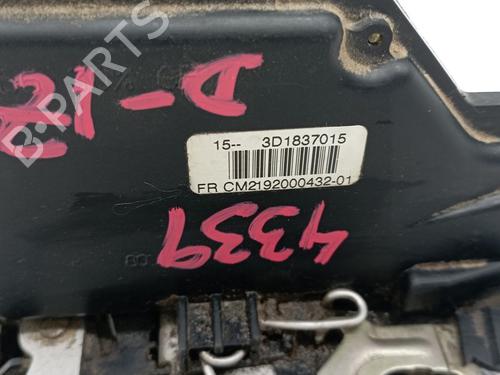 D-12
B-PARTS
15-- 3D1837015
FR CM2192000432-01
4339